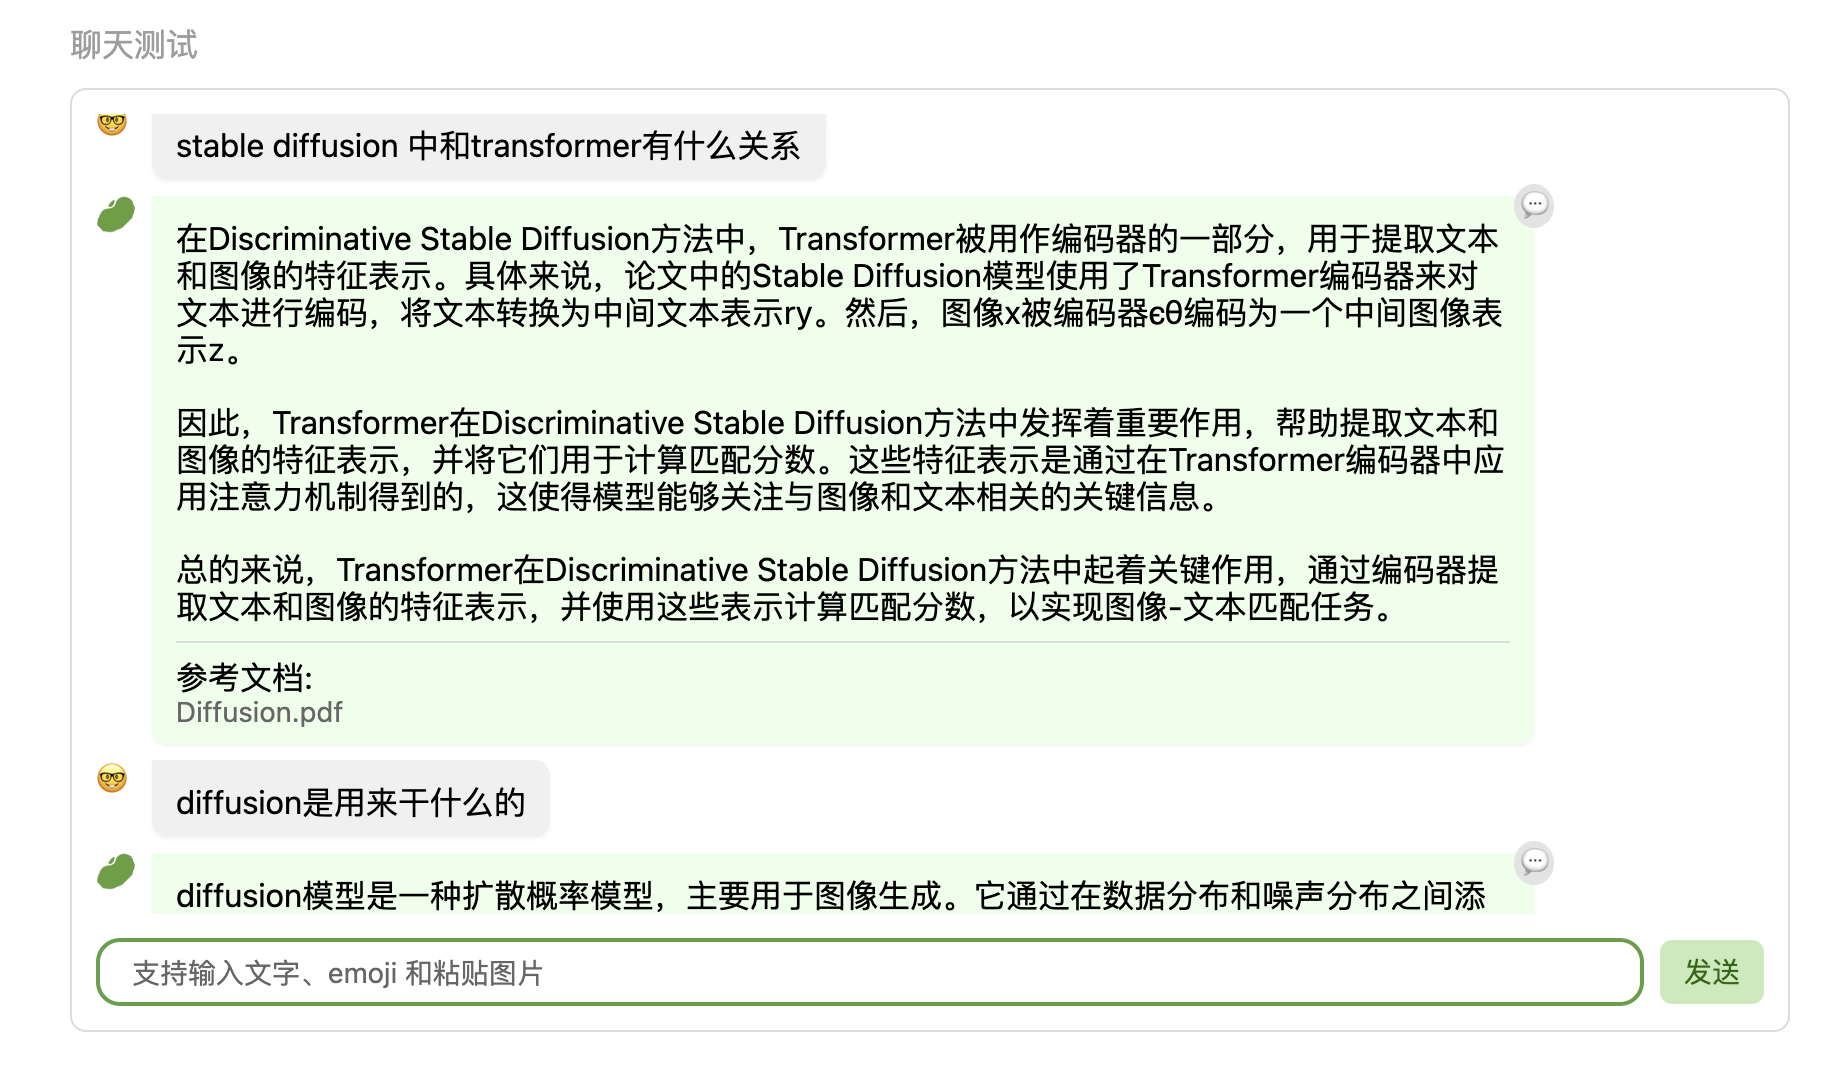 聊天测试
stable diffusion 中和transformer有什么关系
在Discriminative Stable Diffusion方法中，Transformer被用作编码器的一部分，用于提取文本
和图像的特征表示。具体来说，论文中的Stable Diffusion模型使用了Transformer编码器来对
文本进行编码，将文本转换为中间文本表示ry。然后，图像x被编码器ϵθ编码为一个中间图像表
示z。
因此，Transformer在Discriminative Stable Diffusion方法中发挥着重要作用，帮助提取文本和
图像的特征表示，并将它们用于计算匹配分数。这些特征表示是通过在Transformer编码器中应
用注意力机制得到的，这使得模型能够关注与图像和文本相关的关键信息。
总的来说，Transformer在Discriminative Stable Diffusion方法中起着关键作用，通过编码器提
取文本和图像的特征表示，并使用这些表示计算匹配分数，以实现图像-文本匹配任务。
参考文档:
Diffusion.pdf
diffusion是用来干什么的
diffusion模型是一种扩散概率模型，主要用于图像生成。它通过在数据分布和噪声分布之间添
支持输入文字、emoji 和粘贴图片
发送